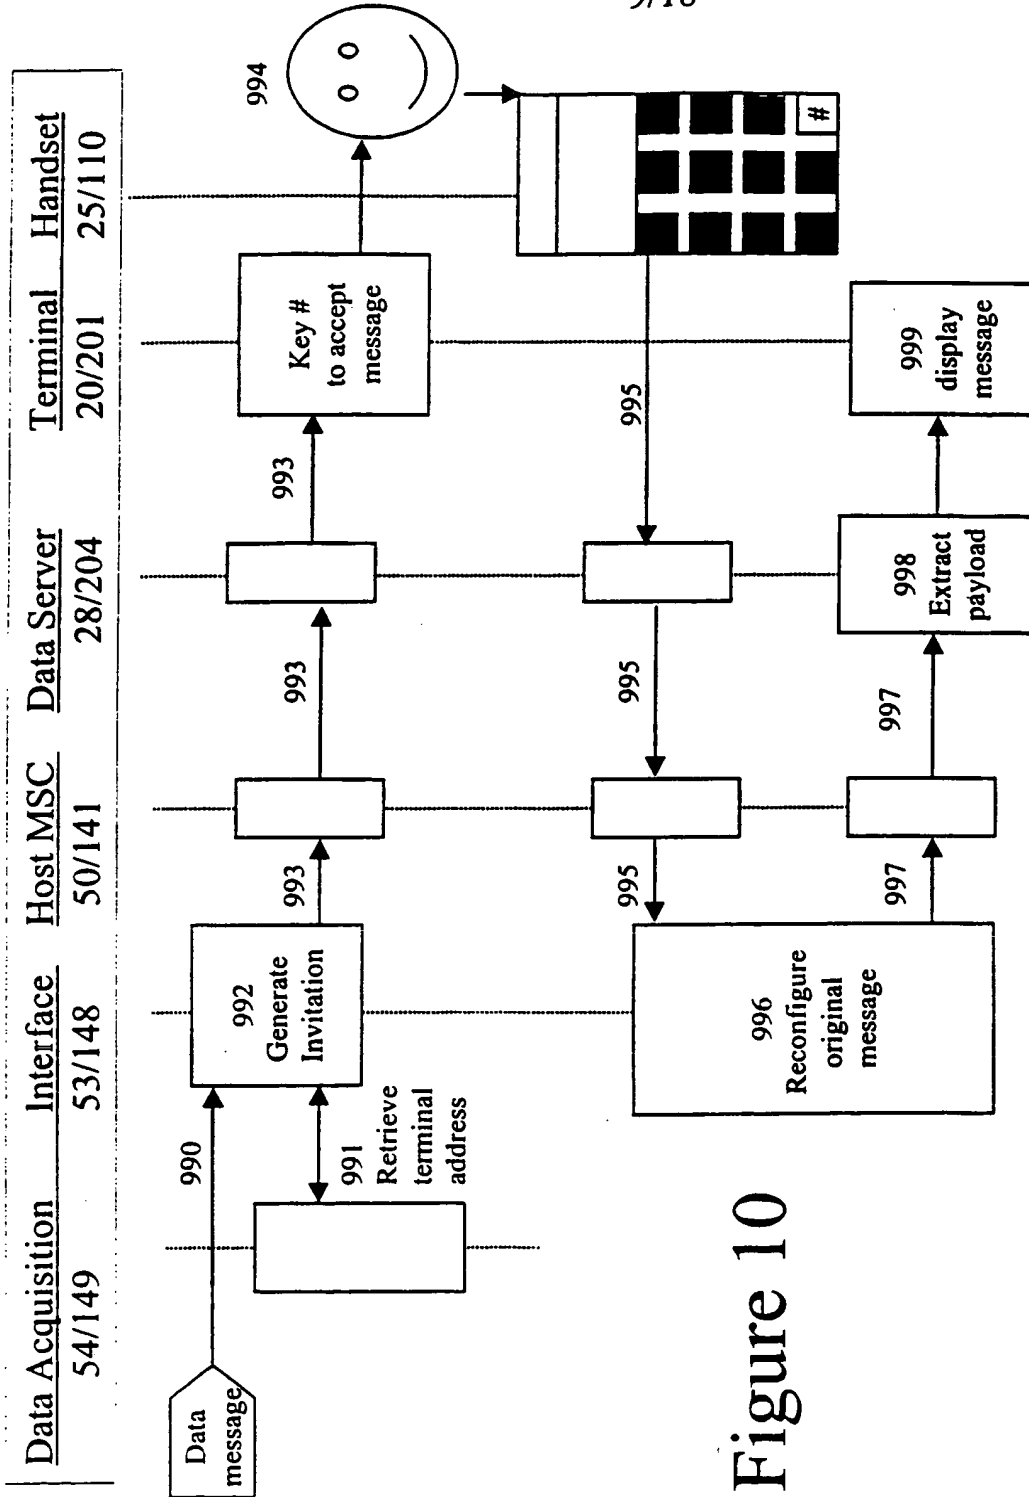 9/18
Data Acquisition
54/149
Interface
53/148
Host MSC
50/141
Data Server
28/204
Terminal
20/201
Handset
25/110
Data
message
990
991
Retrieve
terminal
address
992
Generate
Invitation
993
993
993
Key #
to accept
message
994
#
995
995
995
996
Reconfigure
original
message
997
997
998
Extract
payload
999
display
message
Figure 10